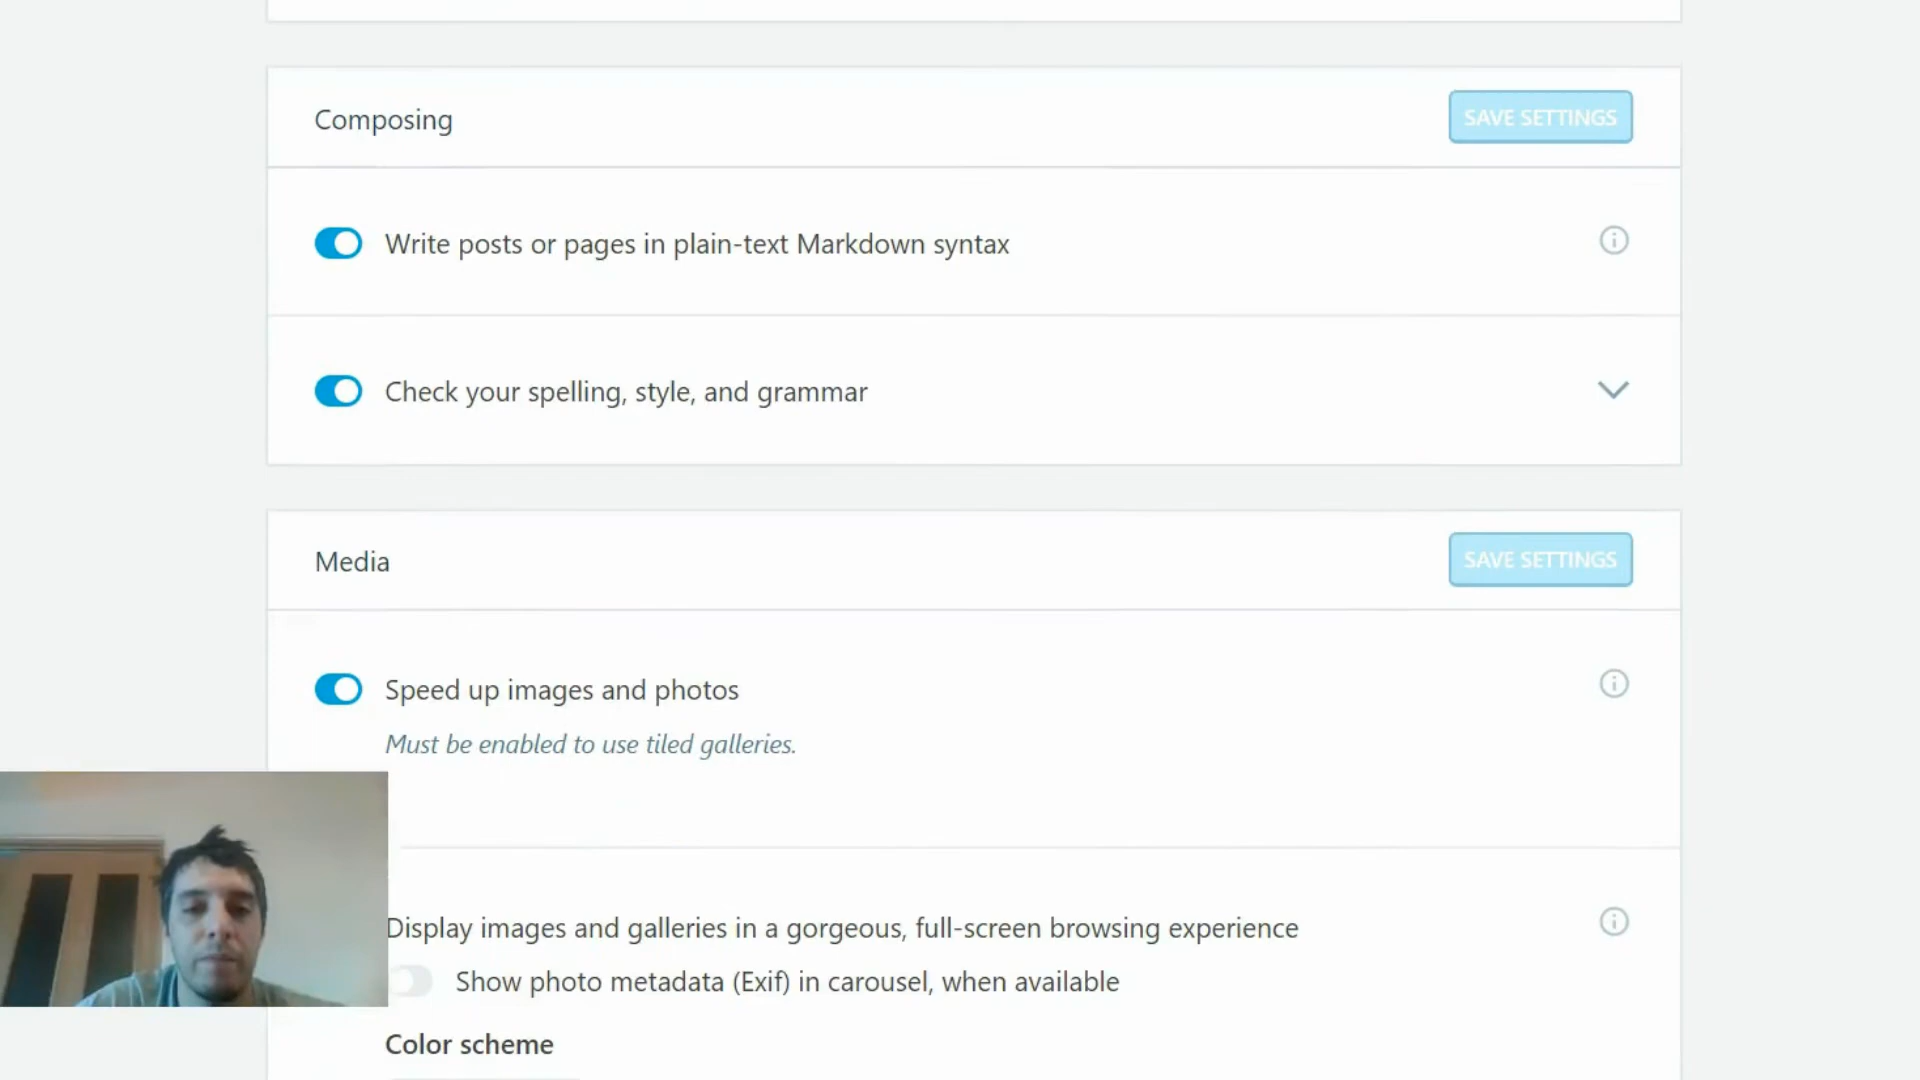 Composing
SAVE SETTINGS
Write posts or pages in plain-text Markdown syntax
Check your spelling, style, and grammar
Media
SAVE SETTINGS
Speed up images and photos
Must be enabled to use tiled galleries.
Display images and galleries in a gorgeous, full-screen browsing experience
Show photo metadata (Exif) in carousel, when available
Color scheme